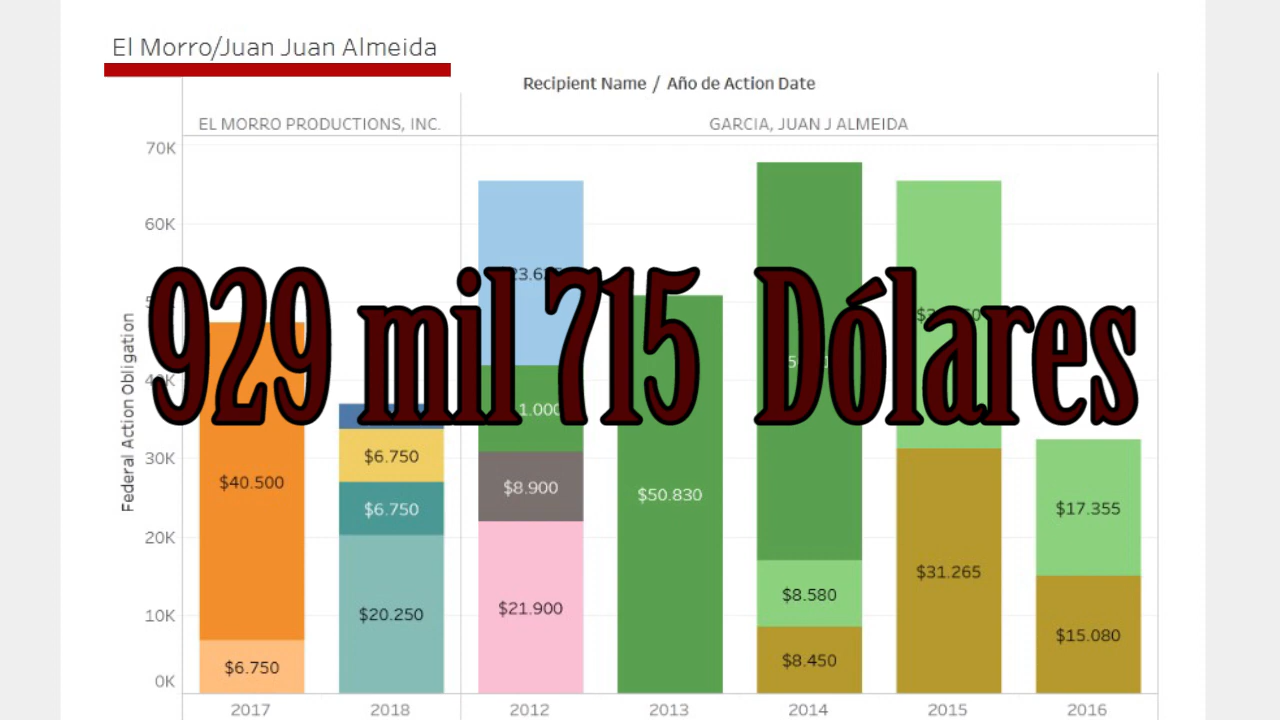 El Morro/Juan Juan Almeida
Recipient Name / Año de Action Date
EL MORRO PRODUCTIONS, INC.
GARCIA, JUAN J ALMEIDA
Federal Action Obligation
70K
60K
929 mil 715 Dólares
30K
20K
10K
0K
$40.500
$6.750
$6.750
$6.750
$20.250
$8.900
$21.900
$50.830
$8.580
$8.450
$31.265
$17.355
$15.080
2017 2018 2012 2013 2014 2015 2016